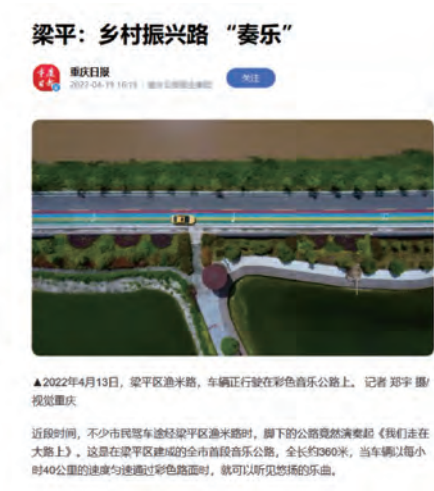 梁平：乡村振兴路 “奏乐”
重庆日报
关注
▲2022年4月13日，梁平区渔米路，车辆正行驶在彩色音乐公路上。 记者 郑宇 摄/
视觉重庆
近段时间，不少市民驾车途经梁平区渔米路时，脚下的公路竟然演奏起《我们走在
大路上》。这是在梁平区建成的全市首段音乐公路，全长约360米，当车辆以每小
时40公里的速度匀速通过彩色路面时，就可以听见悠扬的乐曲。